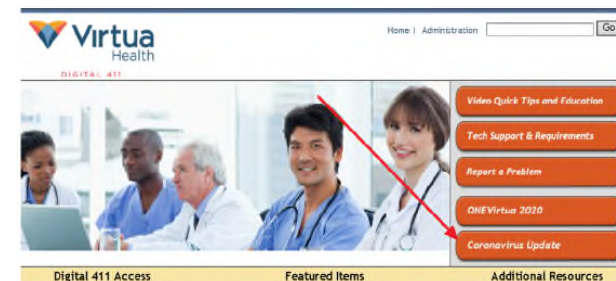 Virtua
Health
DIGITAL 411
Home | Administration
Go
Video Quick Tips and Education
Tech Support & Requirements
Report a Problem
ONEVirtua 2020
Coronavirus Update
Digital 411 Access
Featured Items
Additional Resources